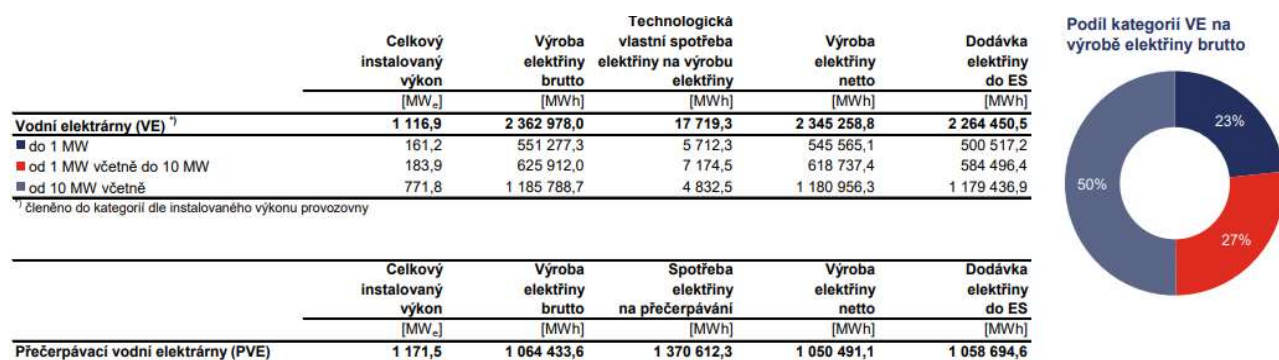 Technologická
Celkový Výroba vlastní spotřeba Výroba Dodávka
instalovaný elektřiny elektřiny na výrobu elektřiny elektřiny
výkon brutto elektřiny netto do ES
[MWe] [MWh] [MWh] [MWh] [MWh]
Vodní elektrárny (VE) *) 1 116,9 2 362 978,0 17 719,3 2 345 258,8 2 264 450,5
do 1 MW 161,2 551 277,3 5 712,3 545 565,1 500 517,2
od 1 MW včetně do 10 MW 183,9 625 912,0 7 174,5 618 737,4 584 496,4
od 10 MW včetně 771,8 1 185 788,7 4 832,5 1 180 956,3 1 179 436,9
*) členěno do kategorií dle instalovaného výkonu provozovny
Podíl kategorií VE na
výrobě elektřiny brutto
23%
50%
27%
Celkový Výroba Spotřeba Výroba Dodávka
instalovaný elektřiny elektřiny elektřiny elektřiny
výkon brutto na přečerpávání netto do ES
[MWe] [MWh] [MWh] [MWh] [MWh]
Přečerpávací vodní elektrárny (PVE) 1 171,5 1 064 433,6 1 370 612,3 1 050 491,1 1 058 694,6